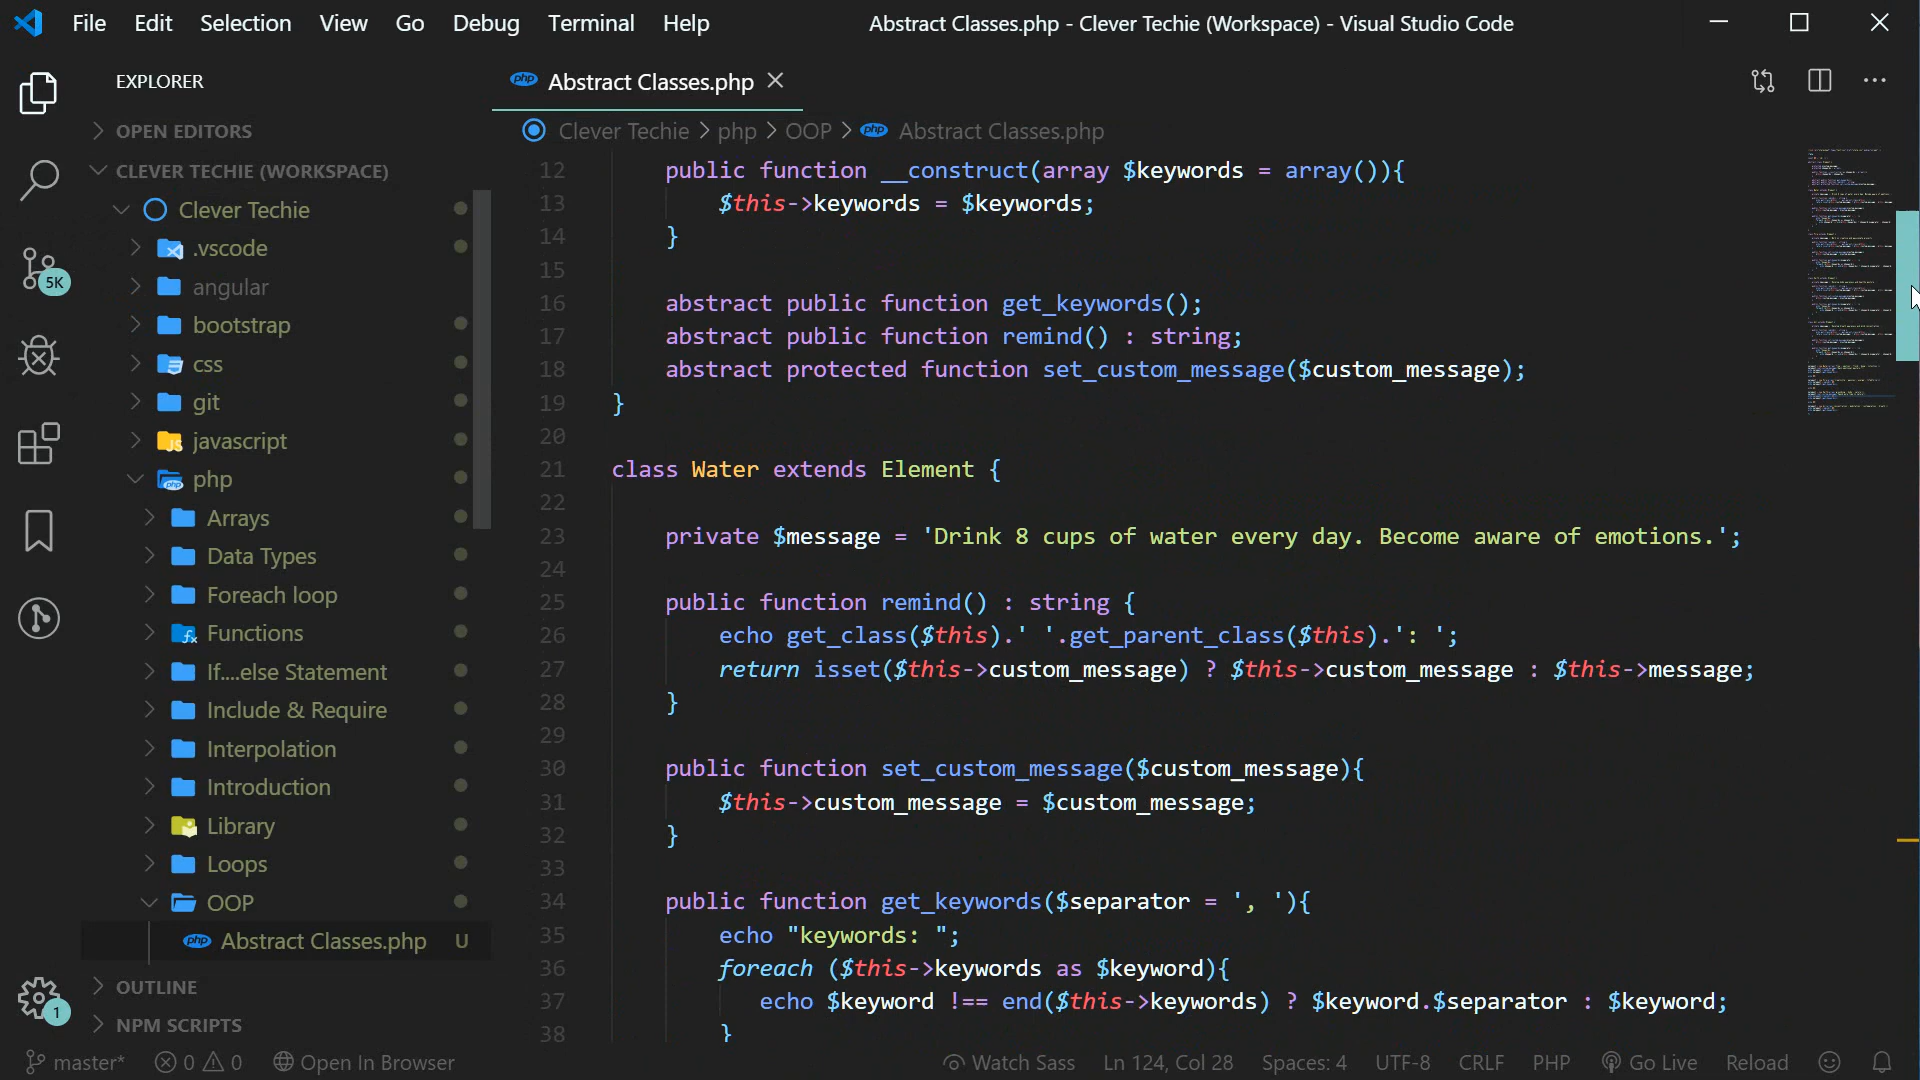 File Edit Selection View Go Debug Terminal Help Abstract Classes.php - Clever Techie (Workspace) - Visual Studio Code
EXPLORER
OPEN EDITORS
CLEVER TECHIE (WORKSPACE)
Clever Techie
.vscode
angular
bootstrap
css
git
javascript
php
Arrays
Data Types
Foreach loop
Functions
If....else Statement
Include & Require
Interpolation
Introduction
Library
Loops
OOP
php Abstract Classes.php U
OUTLINE
NPM SCRIPTS
5K
1
php Abstract Classes.php
Clever Techie > php > OOP > php Abstract Classes.php
12 public function __construct(array $keywords = array()){
13 $this->keywords = $keywords;
14 }
15
16 abstract public function get_keywords();
17 abstract public function remind() : string;
18 abstract protected function set_custom_message($custom_message);
19 }
20
21 class Water extends Element {
22
23 private $message = 'Drink 8 cups of water every day. Become aware of emotions.';
24
25 public function remind() : string {
26 echo get_class($this).' '.get_parent_class($this).': ';
27 return isset($this->custom_message) ? $this->custom_message : $this->message;
28 }
29
30 public function set_custom_message($custom_message){
31 $this->custom_message = $custom_message;
32 }
33
34 public function get_keywords($separator = ', '){
35 echo "keywords: ";
36 foreach ($this->keywords as $keyword){
37 echo $keyword !== end($this->keywords) ? $keyword.$separator : $keyword;
38 }
master* 0 0 Open In Browser Watch Sass Ln 124, Col 28 Spaces: 4 UTF-8 CRLF PHP Go Live Reload